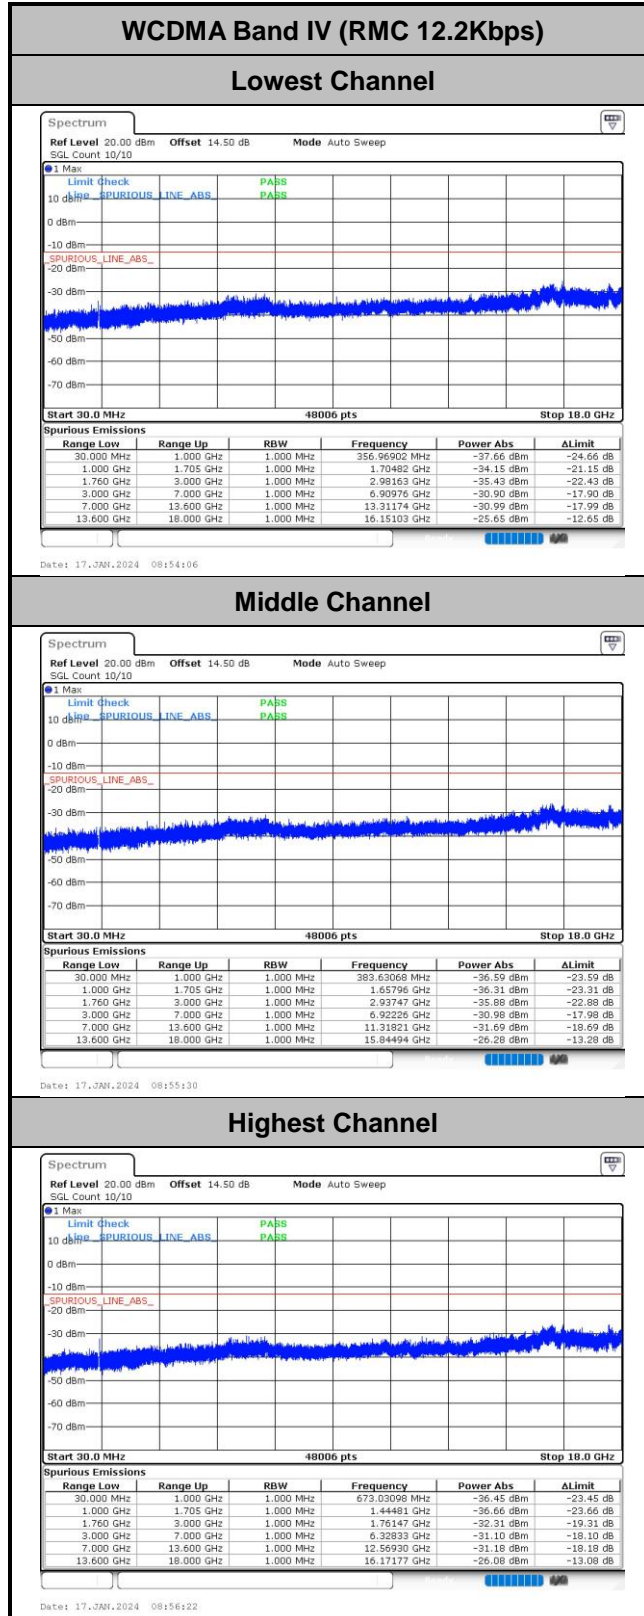 WCDMA Band IV (RMC 12.2Kbps)
Lowest Channel
Spectrum
Ref Level 20.00 dBm Offset 14.50 dB Mode Auto Sweep
SGL Count 10/10
1 Max
Limit Check PASS
10 dBm Line _SPURIOUS_LINE_ABS_ PASS
0 dBm
-10 dBm
_SPURIOUS_LINE_ABS_
-20 dBm
-30 dBm
-50 dBm
-60 dBm
-70 dBm
Start 30.0 MHz 48006 pts Stop 18.0 GHz
Spurious Emissions
Range Low Range Up RBW Frequency Power Abs ΔLimit
30.000 MHz 1.000 GHz 1.000 MHz 356.96902 MHz -37.66 dBm -24.66 dB
1.000 GHz 1.705 GHz 1.000 MHz 1.70482 GHz -34.15 dBm -21.15 dB
1.760 GHz 3.000 GHz 1.000 MHz 2.98163 GHz -35.43 dBm -22.43 dB
3.000 GHz 7.000 GHz 1.000 MHz 6.90976 GHz -30.90 dBm -17.90 dB
7.000 GHz 13.600 GHz 1.000 MHz 13.31174 GHz -30.99 dBm -17.99 dB
13.600 GHz 18.000 GHz 1.000 MHz 16.15103 GHz -25.65 dBm -12.65 dB
Date: 17.JAN.2024 08:54:06
Middle Channel
Spectrum
Ref Level 20.00 dBm Offset 14.50 dB Mode Auto Sweep
SGL Count 10/10
1 Max
Limit Check PASS
10 dBm Line _SPURIOUS_LINE_ABS_ PASS
0 dBm
-10 dBm
_SPURIOUS_LINE_ABS_
-20 dBm
-30 dBm
-50 dBm
-60 dBm
-70 dBm
Start 30.0 MHz 48006 pts Stop 18.0 GHz
Spurious Emissions
Range Low Range Up RBW Frequency Power Abs ΔLimit
30.000 MHz 1.000 GHz 1.000 MHz 383.63068 MHz -36.59 dBm -23.59 dB
1.000 GHz 1.705 GHz 1.000 MHz 1.65796 GHz -36.31 dBm -23.31 dB
1.760 GHz 3.000 GHz 1.000 MHz 2.93747 GHz -35.88 dBm -22.88 dB
3.000 GHz 7.000 GHz 1.000 MHz 6.92226 GHz -30.98 dBm -17.98 dB
7.000 GHz 13.600 GHz 1.000 MHz 11.31821 GHz -31.69 dBm -18.69 dB
13.600 GHz 18.000 GHz 1.000 MHz 15.84494 GHz -26.28 dBm -13.28 dB
Date: 17.JAN.2024 08:55:30
Highest Channel
Spectrum
Ref Level 20.00 dBm Offset 14.50 dB Mode Auto Sweep
SGL Count 10/10
1 Max
Limit Check PASS
10 dBm Line _SPURIOUS_LINE_ABS_ PASS
0 dBm
-10 dBm
_SPURIOUS_LINE_ABS_
-20 dBm
-30 dBm
-50 dBm
-60 dBm
-70 dBm
Start 30.0 MHz 48006 pts Stop 18.0 GHz
Spurious Emissions
Range Low Range Up RBW Frequency Power Abs ΔLimit
30.000 MHz 1.000 GHz 1.000 MHz 673.03098 MHz -36.45 dBm -23.45 dB
1.000 GHz 1.705 GHz 1.000 MHz 1.44481 GHz -36.66 dBm -23.66 dB
1.760 GHz 3.000 GHz 1.000 MHz 1.76147 GHz -32.31 dBm -19.31 dB
3.000 GHz 7.000 GHz 1.000 MHz 6.32833 GHz -31.10 dBm -18.10 dB
7.000 GHz 13.600 GHz 1.000 MHz 12.56930 GHz -31.18 dBm -18.18 dB
13.600 GHz 18.000 GHz 1.000 MHz 16.17177 GHz -26.08 dBm -13.08 dB
Date: 17.JAN.2024 08:56:22